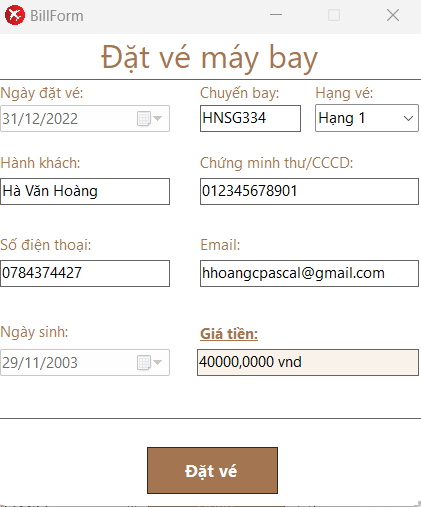 BillForm
Đặt vé máy bay
Ngày đặt vé: Chuyến bay: Hạng vé:
31/12/2022 HNSG334 Hạng 1
Hành khách: Chứng minh thư/CCCD:
Hà Văn Hoàng 012345678901
Số điện thoại: Email:
0784374427 hhoangcpascal@gmail.com
Ngày sinh: Giá tiền:
29/11/2003 40000,0000 vnd
Đặt vé